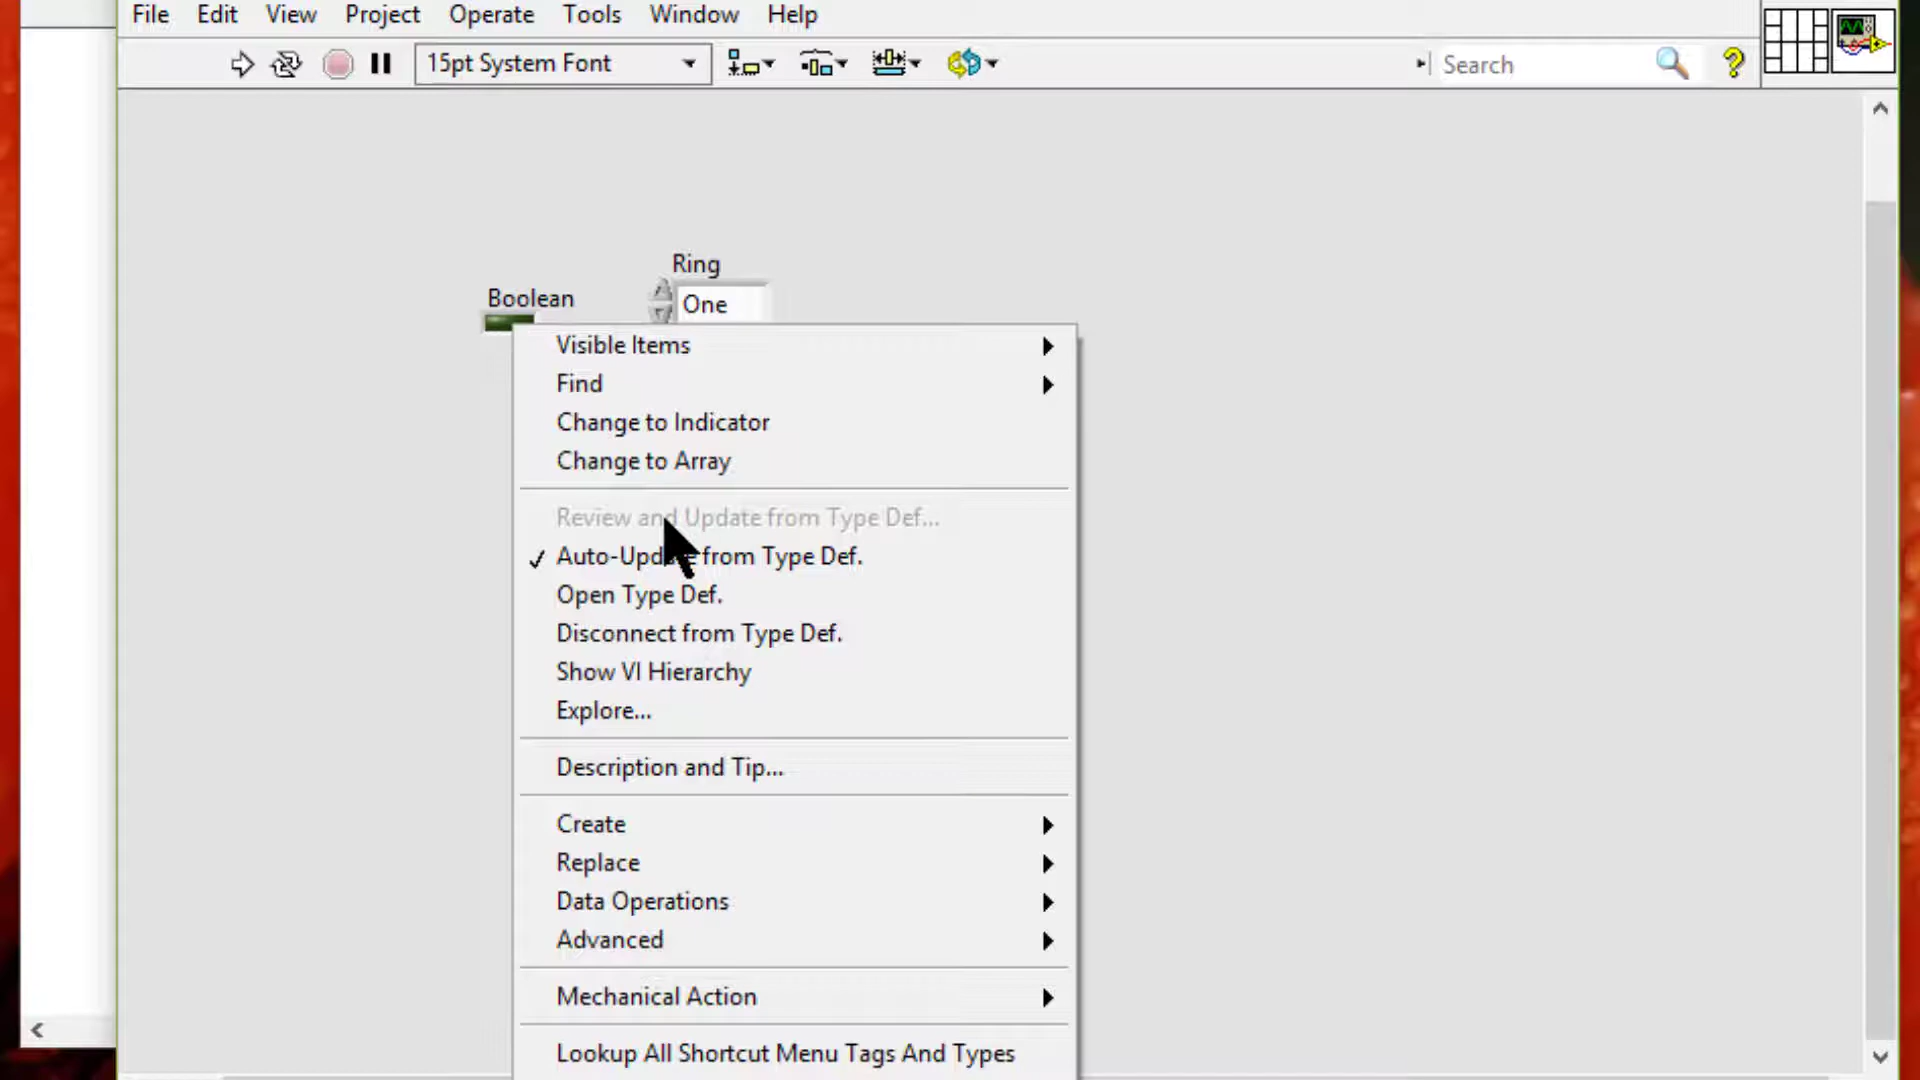 File Edit View Project Operate Tools Window Help
15pt System Font
Search
?
Ring
Boolean
One
Visible Items
Find
Change to Indicator
Change to Array
Review and Update from Type Def...
Auto-Update from Type Def.
Open Type Def.
Disconnect from Type Def.
Show VI Hierarchy
Explore...
Description and Tip...
Create
Replace
Data Operations
Advanced
Mechanical Action
Lookup All Shortcut Menu Tags And Types